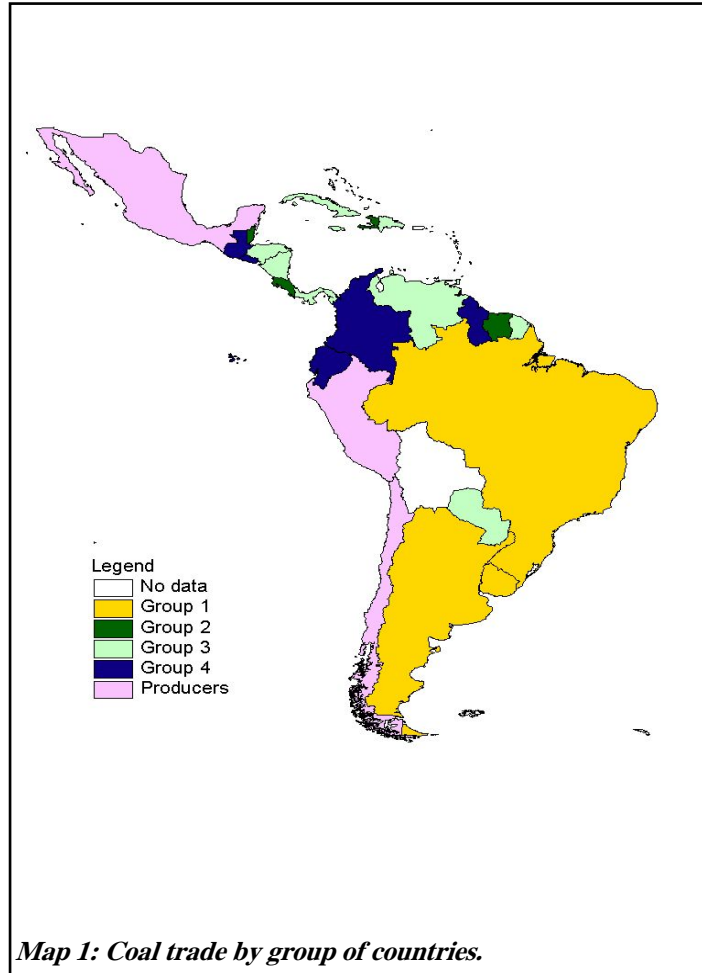 Legend
No data
Group 1
Group 2
Group 3
Group 4
Producers
Map 1: Coal trade by group of countries.